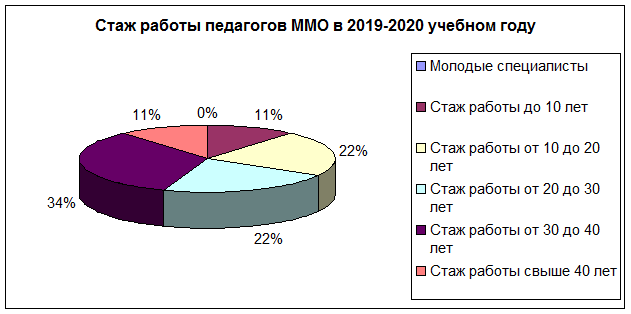 Стаж работы педагогов ММО в 2019-2020 учебном году
0%
11%
22%
22%
34%
11%
Молодые специалисты
Стаж работы до 10 лет
Стаж работы от 10 до 20
лет
Стаж работы от 20 до 30
лет
Стаж работы от 30 до 40
лет
Стаж работы свыше 40 лет